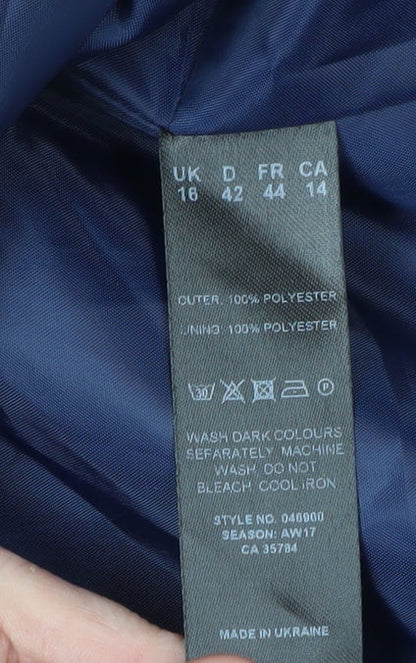 UK D FR CA
16 42 44 14
OUTER: 100% POLYESTER
LINING: 100% POLYESTER
30 P
WASH DARK COLOURS
SEPARATELY MACHINE
WASH DO NOT
BLEACH COOL IRON
STYLE NO. 046900
SEASON: AW17
CA 35784
MADE IN UKRAINE